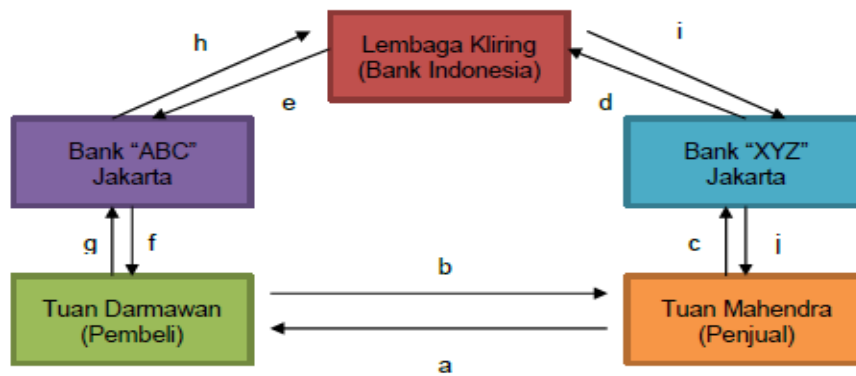 h
Lembaga Kliring
(Bank Indonesia)
i
e
d
Bank “ABC”
Jakarta
Bank “XYZ”
Jakarta
g
f
c
j
b
Tuan Darmawan
(Pembeli)
Tuan Mahendra
(Penjual)
a